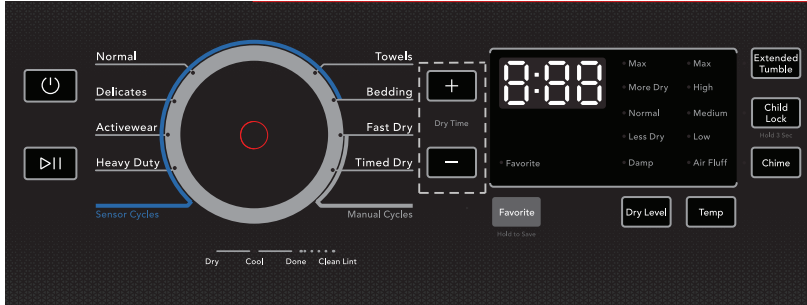 Normal
Delicates
Activewear
Heavy Duty
Sensor Cycles
Towels
Bedding
Fast Dry
Timed Dry
Manual Cycles
Dry
Cool
Done
Clean Lint
+
Dry Time
−
8:88
Favorite
Max
More Dry
Normal
Less Dry
Damp
Max
High
Medium
Low
Air Fluff
Favorite
Hold to Save
Dry Level
Temp
Extended
Tumble
Child
Lock
Hold 3 Sec
Chime